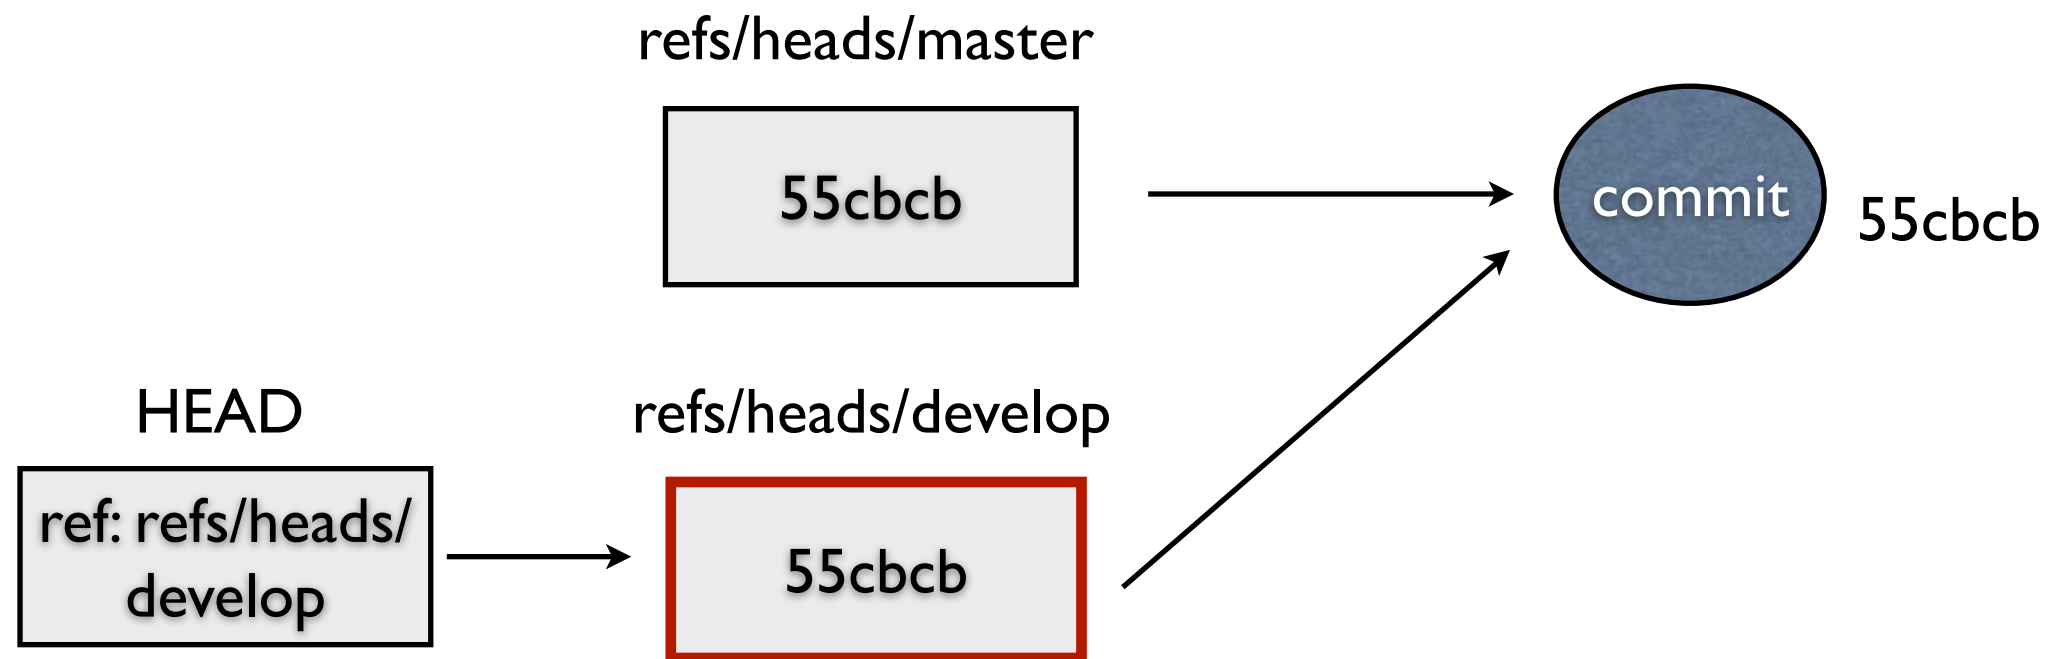 refs/heads/master
55cbcb
commit
55cbcb
HEAD
refs/heads/develop
ref: refs/heads/
develop
55cbcb